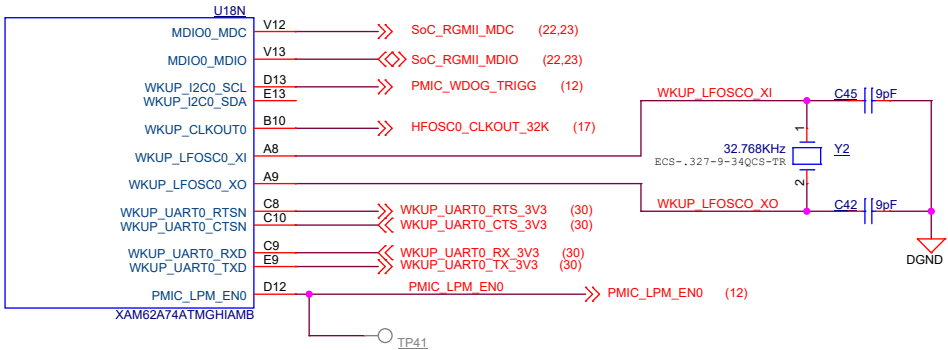 U18N
MDIO0_MDC V12 SoC_RGMII_MDC (22,23)
MDIO0_MDIO V13 SoC_RGMII_MDIO (22,23)
WKUP_I2C0_SCL D13 PMIC_WDOG_TRIGG (12)
WKUP_I2C0_SDA E13
WKUP_CLKOUT0 B10 HFOSC0_CLKOUT_32K (17)
WKUP_LFOSC0_XI A8
WKUP_LFOSC0_XO A9
WKUP_UART0_RTSN C8 WKUP_UART0_RTS_3V3 (30)
WKUP_UART0_CTSN C10 WKUP_UART0_CTS_3V3 (30)
WKUP_UART0_RXD C9 WKUP_UART0_RX_3V3 (30)
WKUP_UART0_TXD E9 WKUP_UART0_TX_3V3 (30)
PMIC_LPM_EN0 D12 PMIC_LPM_EN0 PMIC_LPM_EN0 (12)
XAM62A74ATMGHIAMB
TP41
WKUP_LFOSCO_XI C45 9pF
1
32.768KHz Y2
ECS-.327-9-34QCS-TR
2
WKUP_LFOSCO_XO C42 9pF
DGND